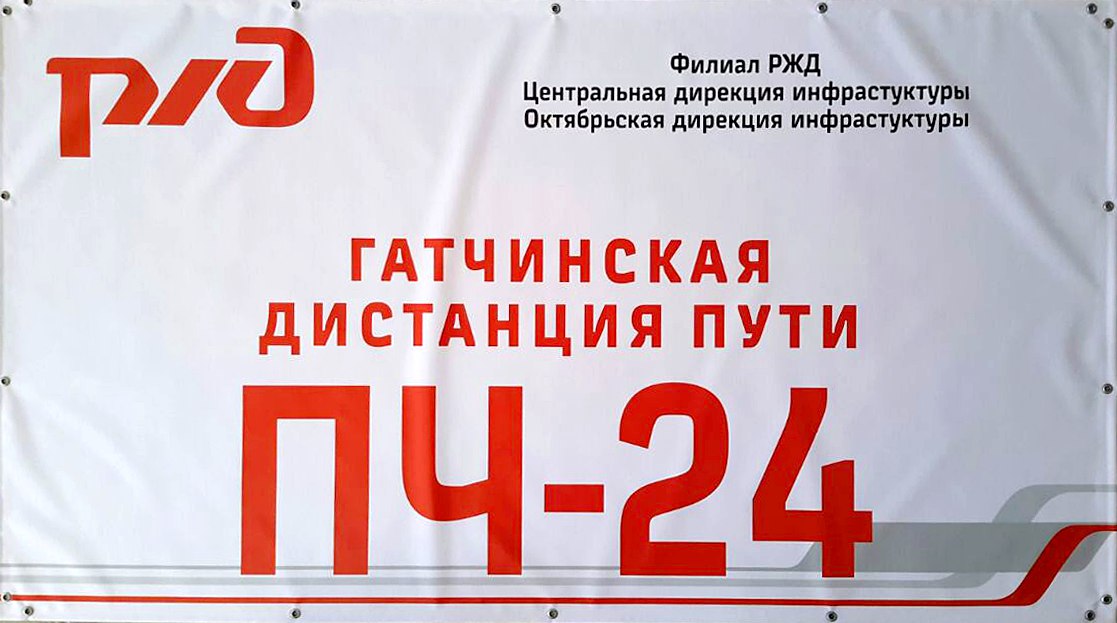 РЖД
Филиал РЖД
Центральная дирекция инфрастуктуры
Октябрьская дирекция инфрастуктуры
ГАТЧИНСКАЯ
ДИСТАНЦИЯ ПУТИ
ПЧ-24